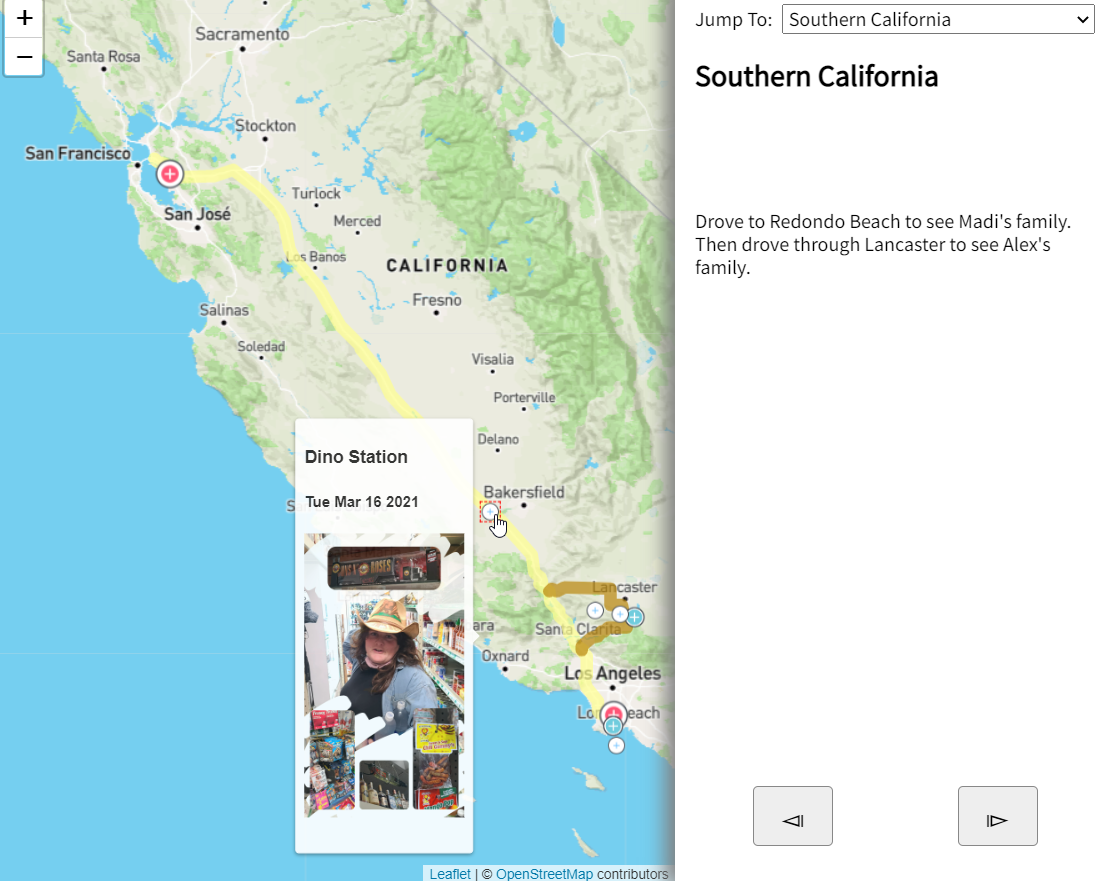 +
−
Sacramento
Santa Rosa
Stockton
San Francisco
Turlock
San José
Merced
Los Banos
CALIFORNIA
Fresno
Salinas
Soledad
Visalia
Porterville
Delano
Bakersfield
Dino Station
Tue Mar 16 2021
ROSES
Lancaster
Santa Clarita
Oxnard
Los Angeles
Leaflet | © OpenStreetMap contributors
Jump To: Southern California
Southern California
Drove to Redondo Beach to see Madi's family.
Then drove through Lancaster to see Alex's
family.